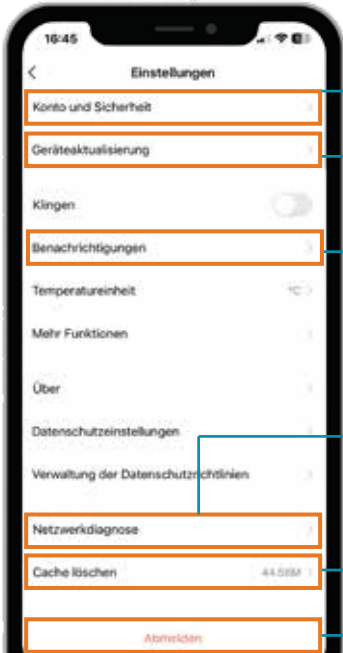 16:45
Einstellungen
Konto und Sicherheit
Geräteaktualisierung
Klingen
Benachrichtigungen
Temperatureinheit °C
Mehr Funktionen
Über
Datenschutzeinstellungen
Verwaltung der Datenschutzrichtlinien
Netzwerkdiagnose
Cache löschen
Abmelden